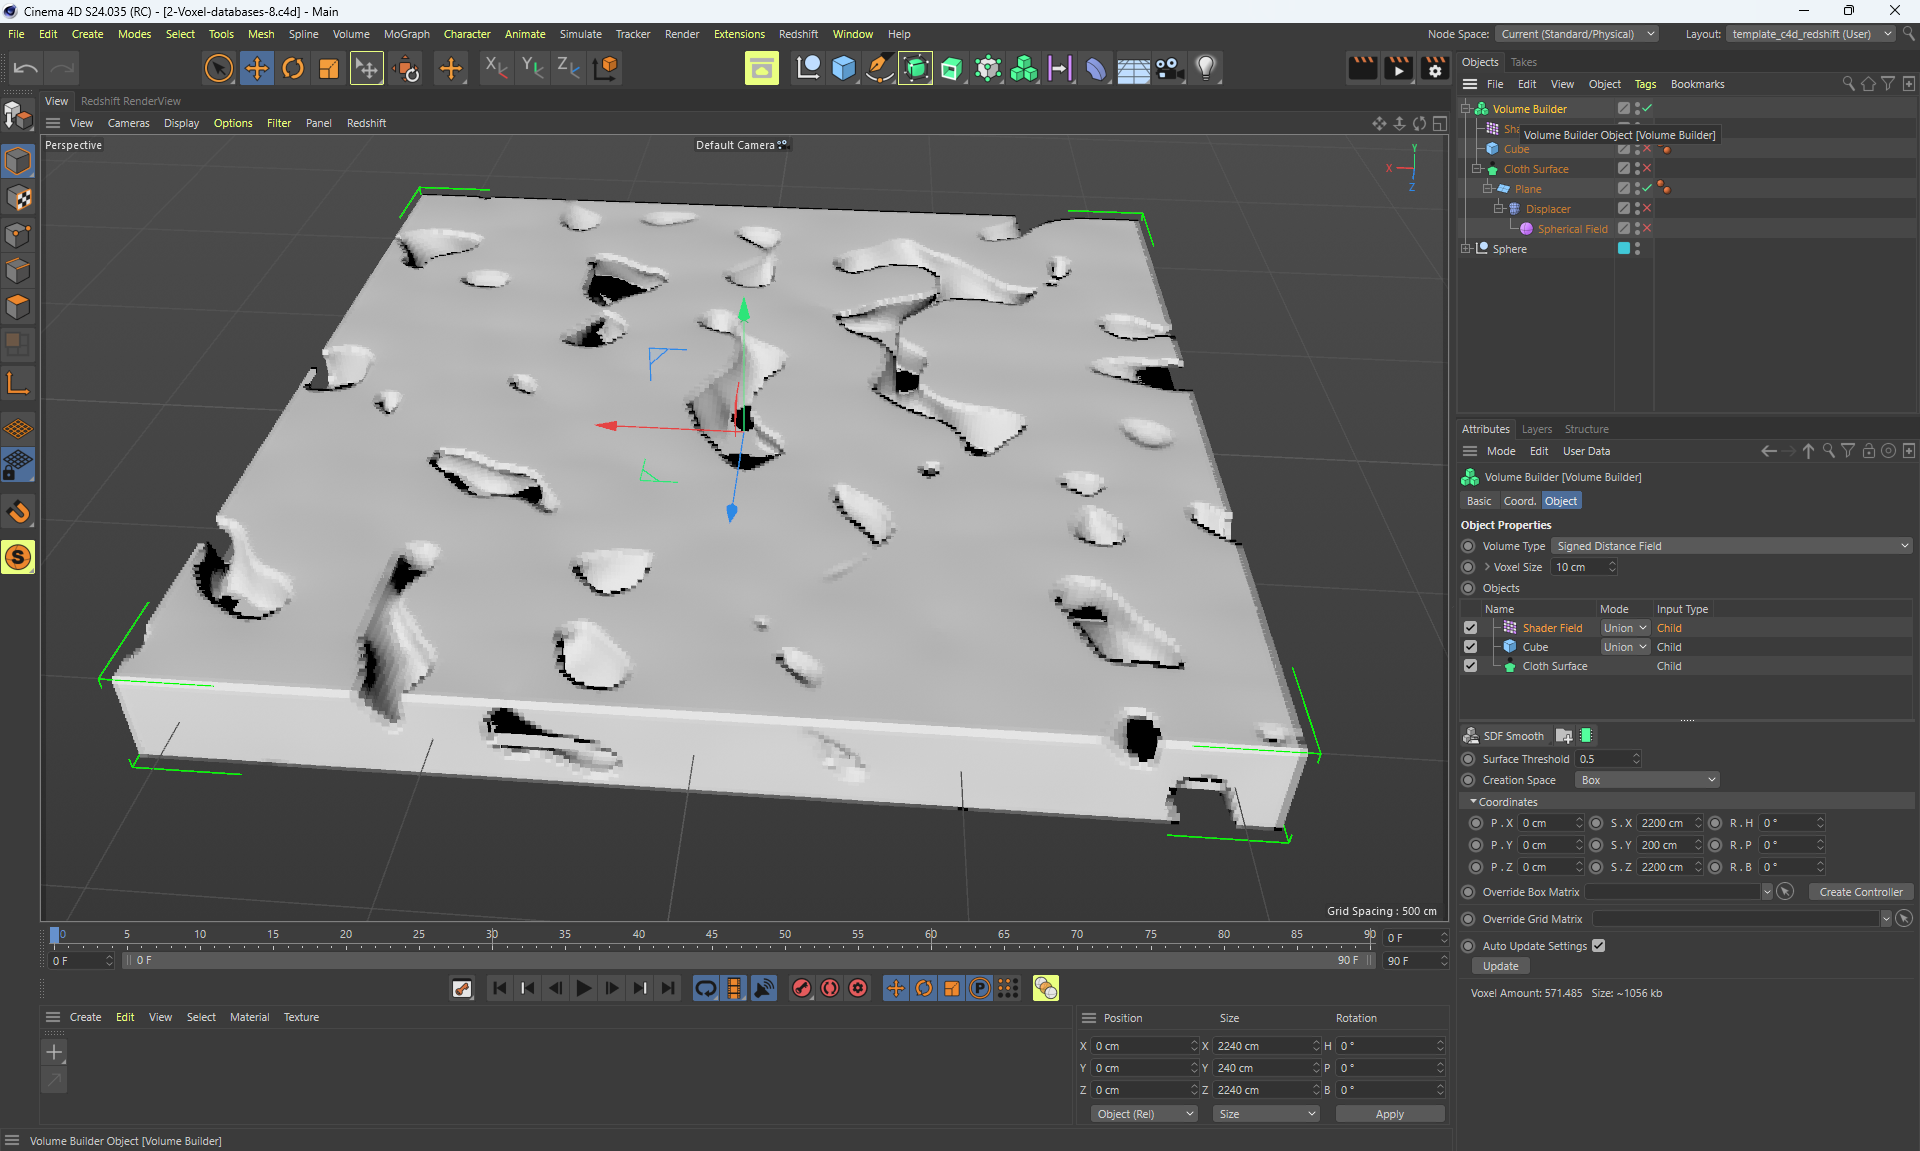 Cinema 4D S24.035 (RC) - [2-Voxel-databases-8.c4d] - Main
File Edit Create Modes Select Tools Mesh Spline Volume MoGraph Character Animate Simulate Tracker Render Extensions Redshift Window Help
Node Space: Current (Standard/Physical) Layout: template_c4d_redshift (User)
X Y Z
Objects Takes
File Edit View Object Tags Bookmarks
View Redshift RenderView
View Cameras Display Options Filter Panel Redshift
Perspective
Default Camera
Y
X
Z
Volume Builder
Sha
Volume Builder Object [Volume Builder]
Cube
Cloth Surface
Plane
Displacer
Spherical Field
Sphere
Attributes Layers Structure
Mode Edit User Data
Volume Builder [Volume Builder]
Basic Coord. Object
Object Properties
Volume Type Signed Distance Field
Voxel Size 10 cm
Objects
Name Mode Input Type
Shader Field Union Child
Cube Union Child
Cloth Surface Child
SDF Smooth
Surface Threshold 0.5
Creation Space Box
Coordinates
P . X 0 cm S . X 2200 cm R . H 0 °
P . Y 0 cm S . Y 200 cm R . P 0 °
P . Z 0 cm S . Z 2200 cm R . B 0 °
Override Box Matrix Create Controller
Override Grid Matrix
Auto Update Settings
Update
Voxel Amount: 571.485 Size: ~1056 kb
Grid Spacing : 500 cm
0 5 10 15 20 25 30 35 40 45 50 55 60 65 70 75 80 85 90 0 F
0 F 0 F 90 F 90 F
S
P
Create Edit View Select Material Texture
Position Size Rotation
X 0 cm X 2240 cm H 0 °
Y 0 cm Y 240 cm P 0 °
Z 0 cm Z 2240 cm B 0 °
Object (Rel) Size Apply
Volume Builder Object [Volume Builder]